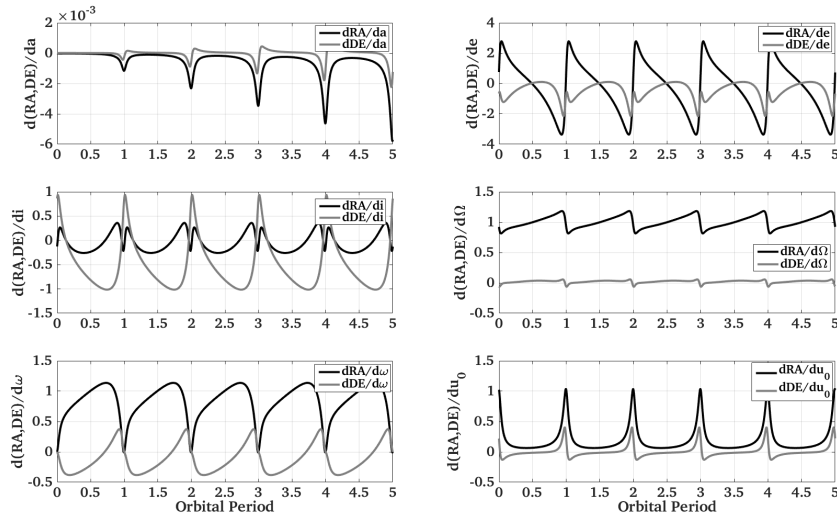 ×10⁻³
d(RA,DE)/da
dRA/da
dDE/da
0
-2
-4
-6
0 0.5 1 1.5 2 2.5 3 3.5 4 4.5 5
d(RA,DE)/de
dRA/de
dDE/de
4
2
0
-2
-4
0 0.5 1 1.5 2 2.5 3 3.5 4 4.5 5
d(RA,DE)/di
dRA/di
dDE/di
1
0.5
0
-0.5
-1
-1.5
0 0.5 1 1.5 2 2.5 3 3.5 4 4.5 5
d(RA,DE)/dΩ
dRA/dΩ
dDE/dΩ
1.5
1
0.5
0
-0.5
0 0.5 1 1.5 2 2.5 3 3.5 4 4.5 5
d(RA,DE)/dω
dRA/dω
dDE/dω
1.5
1
0.5
0
-0.5
0 0.5 1 1.5 2 2.5 3 3.5 4 4.5 5
Orbital Period
d(RA,DE)/du₀
dRA/du₀
dDE/du₀
1.5
1
0.5
0
-0.5
0 0.5 1 1.5 2 2.5 3 3.5 4 4.5 5
Orbital Period